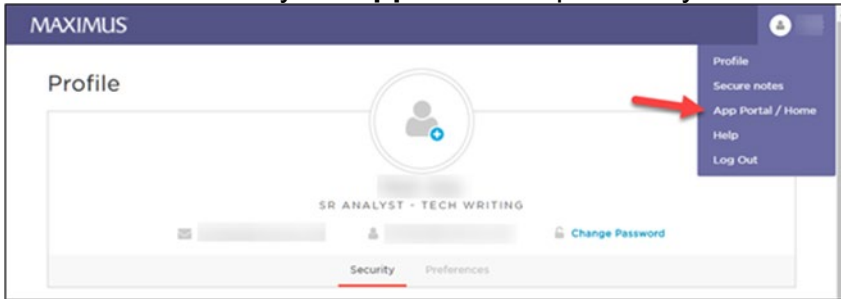 MAXIMUS
Profile
Profile
Secure notes
App Portal / Home
Help
Log Out
SR ANALYST - TECH WRITING
Change Password
Security Preferences